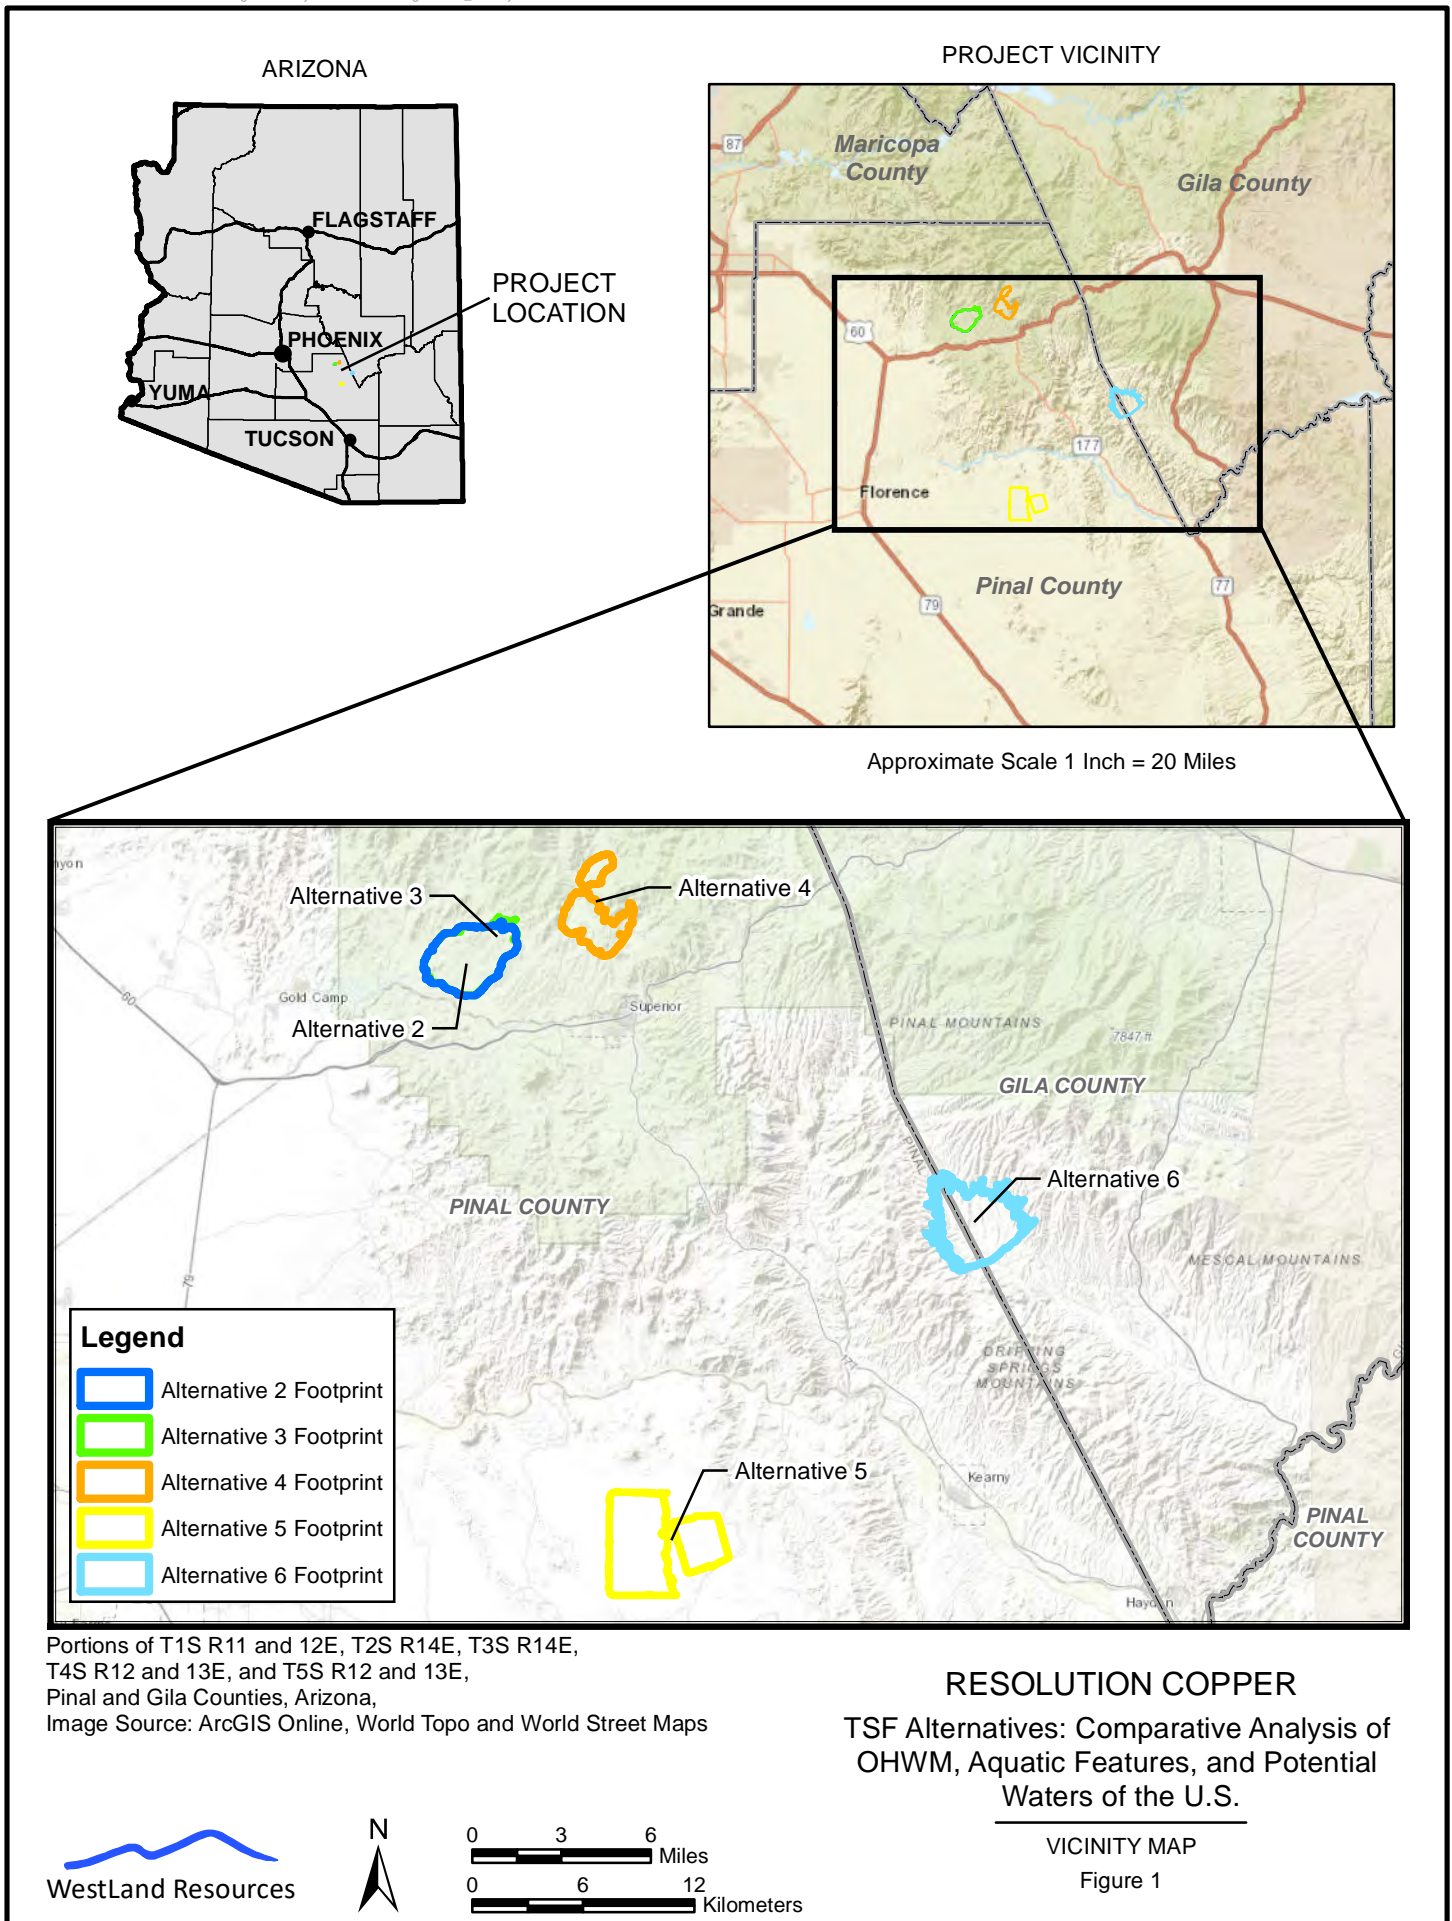 ARIZONA
FLAGSTAFF
PHOENIX
YUMA
TUCSON
PROJECT
LOCATION
PROJECT VICINITY
87
Maricopa
County
Gila County
60
177
Florence
Pinal County
Grande
79
77
Approximate Scale 1 Inch = 20 Miles
nyon
Alternative 3
Alternative 4
Gold Camp
60
Superior
Alternative 2
PINAL MOUNTAINS
7847 ft
GILA COUNTY
PINAL
Alternative 6
PINAL COUNTY
MESCAL MOUNTAINS
79
DRIPPING
SPRINGS
MOUNTAINS
177
Alternative 5
Kearny
PINAL
COUNTY
Hayden
Legend
Alternative 2 Footprint
Alternative 3 Footprint
Alternative 4 Footprint
Alternative 5 Footprint
Alternative 6 Footprint
Portions of T1S R11 and 12E, T2S R14E, T3S R14E,
T4S R12 and 13E, and T5S R12 and 13E,
Pinal and Gila Counties, Arizona,
Image Source: ArcGIS Online, World Topo and World Street Maps
RESOLUTION COPPER
TSF Alternatives: Comparative Analysis of
OHWM, Aquatic Features, and Potential
Waters of the U.S.
VICINITY MAP
Figure 1
WestLand Resources
N
0 3 6
Miles
0 6 12
Kilometers